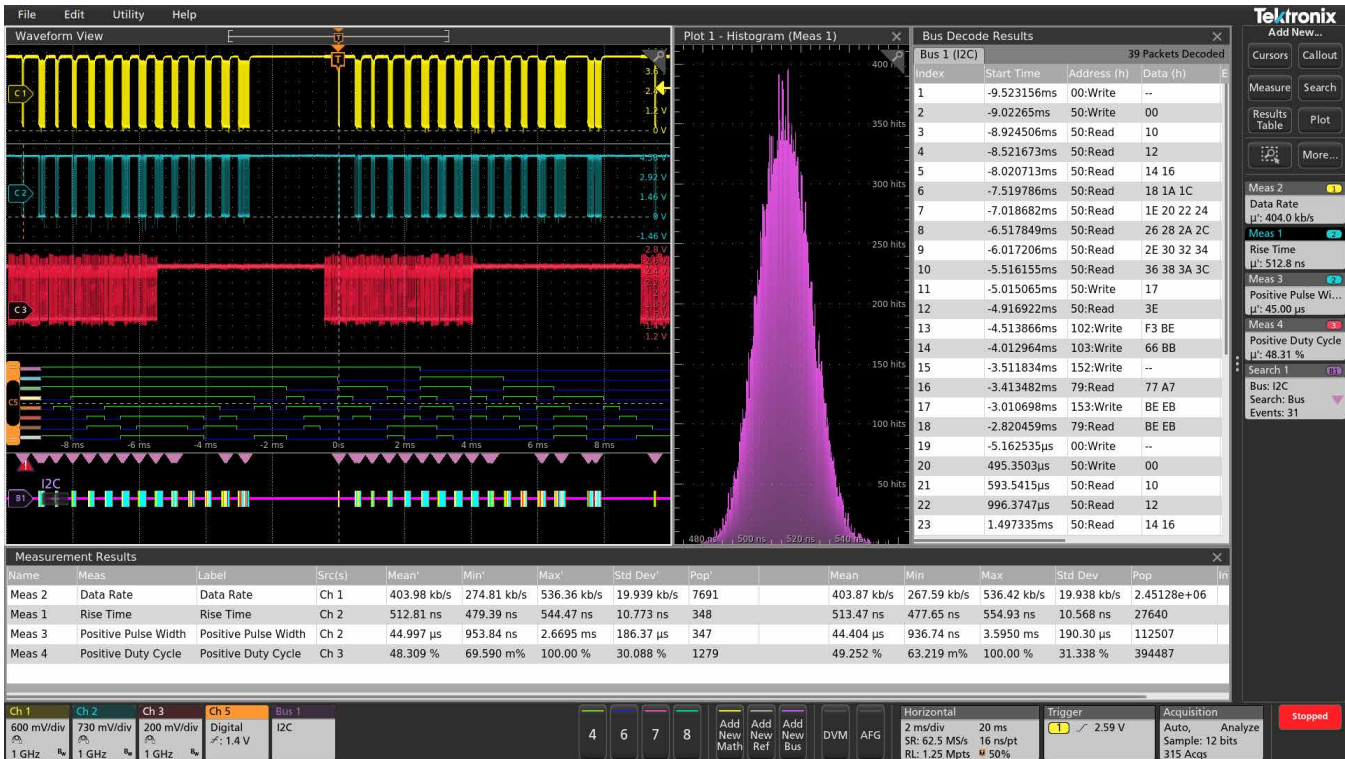 File Edit Utility Help
Tektronix
Waveform View
Plot 1 - Histogram (Meas 1)
Bus Decode Results
Add New...
Cursors Callout
Measure Search
Results Table Plot
More...
Bus 1 (I2C) 39 Packets Decoded
Index Start Time Address (h) Data (h) E
1 -9.523156ms 00:Write --
2 -9.02265ms 50:Write 00
3 -8.924506ms 50:Read 10
4 -8.521673ms 50:Read 12
5 -8.020713ms 50:Read 14 16
6 -7.519786ms 50:Read 18 1A 1C
7 -7.018682ms 50:Read 1E 20 22 24
8 -6.517849ms 50:Read 26 28 2A 2C
9 -6.017206ms 50:Read 2E 30 32 34
10 -5.516155ms 50:Read 36 38 3A 3C
11 -5.015065ms 50:Write 17
12 -4.916922ms 50:Read 3E
13 -4.513866ms 102:Write F3 BE
14 -4.012964ms 103:Write 66 BB
15 -3.511834ms 152:Write --
16 -3.413482ms 79:Read 77 A7
17 -3.010698ms 153:Write BE EB
18 -2.820459ms 79:Read BE EB
19 -5.162535µs 00:Write --
20 495.3503µs 50:Write 00
21 593.5415µs 50:Read 10
22 996.3747µs 50:Read 12
23 1.497335ms 50:Read 14 16
T
T
C 1
3.6
1.2 V
0 V
C 2
2.92 V
1.46 V
0 V
-1.46 V
C 3
2.8 V
1.2 V
C5
-8 ms -6 ms -4 ms -2 ms 0 s 2 ms 4 ms 6 ms 8 ms
I2C
B1
400
350 hits
300 hits
250 hits
200 hits
150 hits
100 hits
50 hits
480 ns 500 ns 520 ns 540
Meas 2 1
Data Rate
µ': 404.0 kb/s
Meas 1 2
Rise Time
µ': 512.8 ns
Meas 3 2
Positive Pulse Wi...
µ': 45.00 µs
Meas 4 3
Positive Duty Cycle
µ': 48.31 %
Search 1 B1
Bus: I2C
Search: Bus
Events: 31
Measurement Results
Name Meas Label Src(s) Mean' Min' Max' Std Dev' Pop' Mean Min Max Std Dev Pop In
Meas 2 Data Rate Data Rate Ch 1 403.98 kb/s 274.81 kb/s 536.36 kb/s 19.939 kb/s 7691 403.87 kb/s 267.59 kb/s 536.42 kb/s 19.938 kb/s 2.45128e+06
Meas 1 Rise Time Rise Time Ch 2 512.81 ns 479.39 ns 544.47 ns 10.773 ns 348 513.47 ns 477.65 ns 554.93 ns 10.568 ns 27640
Meas 3 Positive Pulse Width Positive Pulse Width Ch 2 44.997 µs 953.84 ns 2.6695 ms 186.37 µs 347 44.404 µs 936.74 ns 3.5950 ms 190.30 µs 112507
Meas 4 Positive Duty Cycle Positive Duty Cycle Ch 3 48.309 % 69.590 m% 100.00 % 30.088 % 1279 49.252 % 63.219 m% 100.00 % 31.338 % 394487
Ch 1
600 mV/div
1 GHz Bw
Ch 2
730 mV/div
1 GHz Bw
Ch 3
200 mV/div
1 GHz Bw
Ch 5
Digital
: 1.4 V
Bus 1
I2C
4 6 7 8
Add New Math
Add New Ref
Add New Bus
DVM AFG
Horizontal
2 ms/div 20 ms
SR: 62.5 MS/s 16 ns/pt
RL: 1.25 Mpts 50%
Trigger
1 2.59 V
Acquisition
Auto, Analyze
Sample: 12 bits
315 Acqs
Stopped